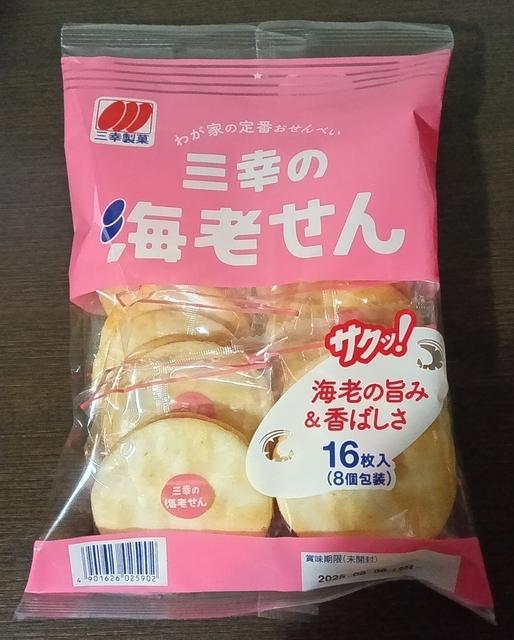 三幸製菓
わが家の定番おせんべい
三幸の
海老せん
サクッ!
海老の旨み
&香ばしさ
16枚入
(8個包装)
三幸の
海老せん
4 901626 025902
賞味期限(未開封)